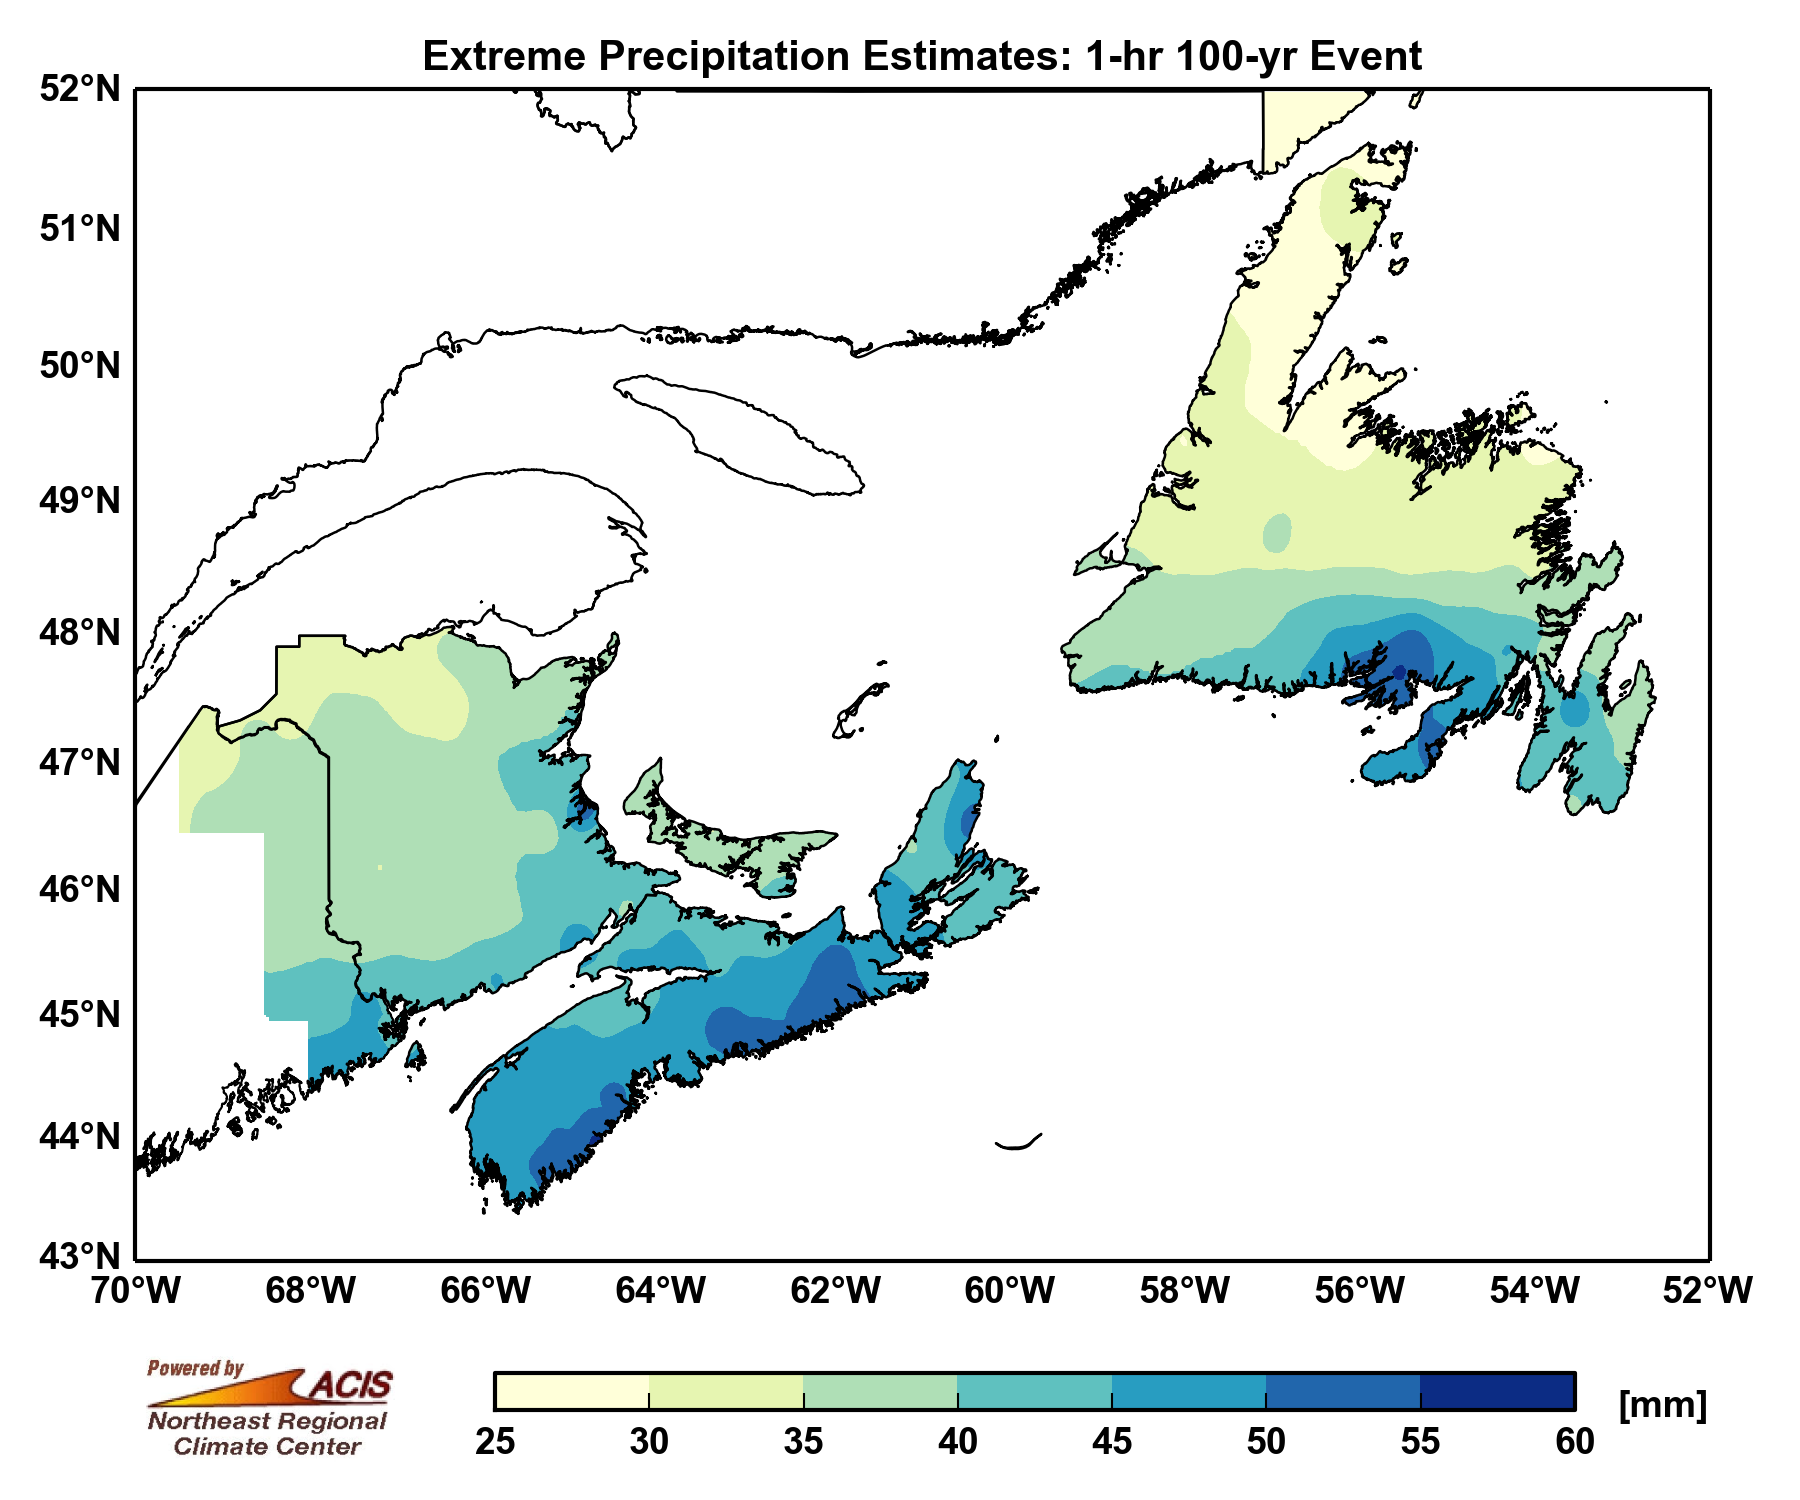 Extreme Precipitation Estimates: 1-hr 100-yr Event
52°N
51°N
50°N
49°N
48°N
47°N
46°N
45°N
44°N
43°N
70°W 68°W 66°W 64°W 62°W 60°W 58°W 56°W 54°W 52°W
Powered by
ACIS
Northeast Regional
Climate Center
[mm]
25 30 35 40 45 50 55 60